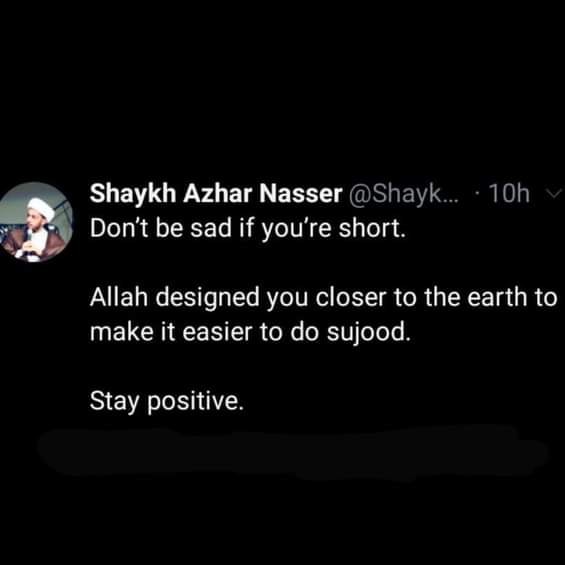 Shaykh Azhar Nasser @Shayk... · 10h
Don't be sad if you're short.
Allah designed you closer to the earth to
make it easier to do sujood.
Stay positive.